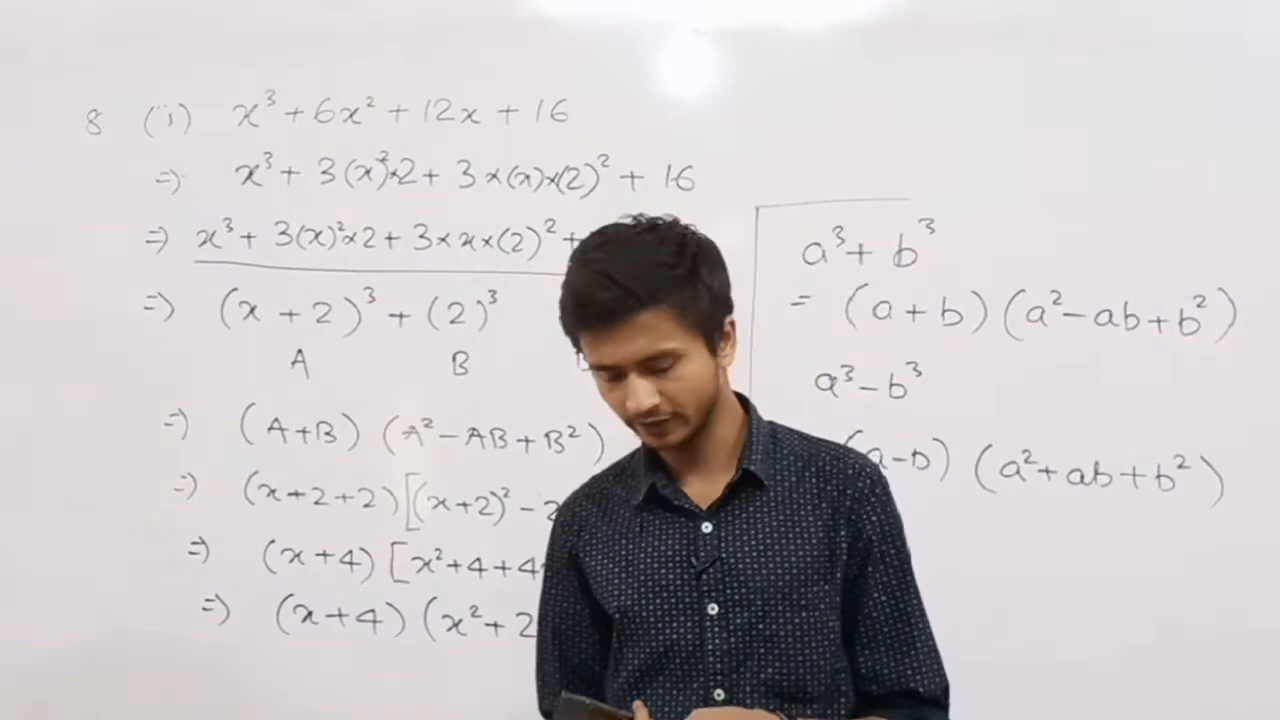 8 (i) x³ + 6x² + 12x + 16
⇒ x³ + 3(x)²×2 + 3×(x)×(2)² + 16
⇒ x³ + 3(x)²×2 + 3×x×(2)² +
⇒ (x + 2)³ + (2)³
A B
⇒ (A+B) (A² - AB + B²)
⇒ (x+2+2) [(x+2)² - 2
⇒ (x+4) [x² + 4 + 4
⇒ (x+4) (x² + 2
a³ + b³
= (a+b) (a² - ab + b²)
a³ - b³
(a-b) (a² + ab + b²)